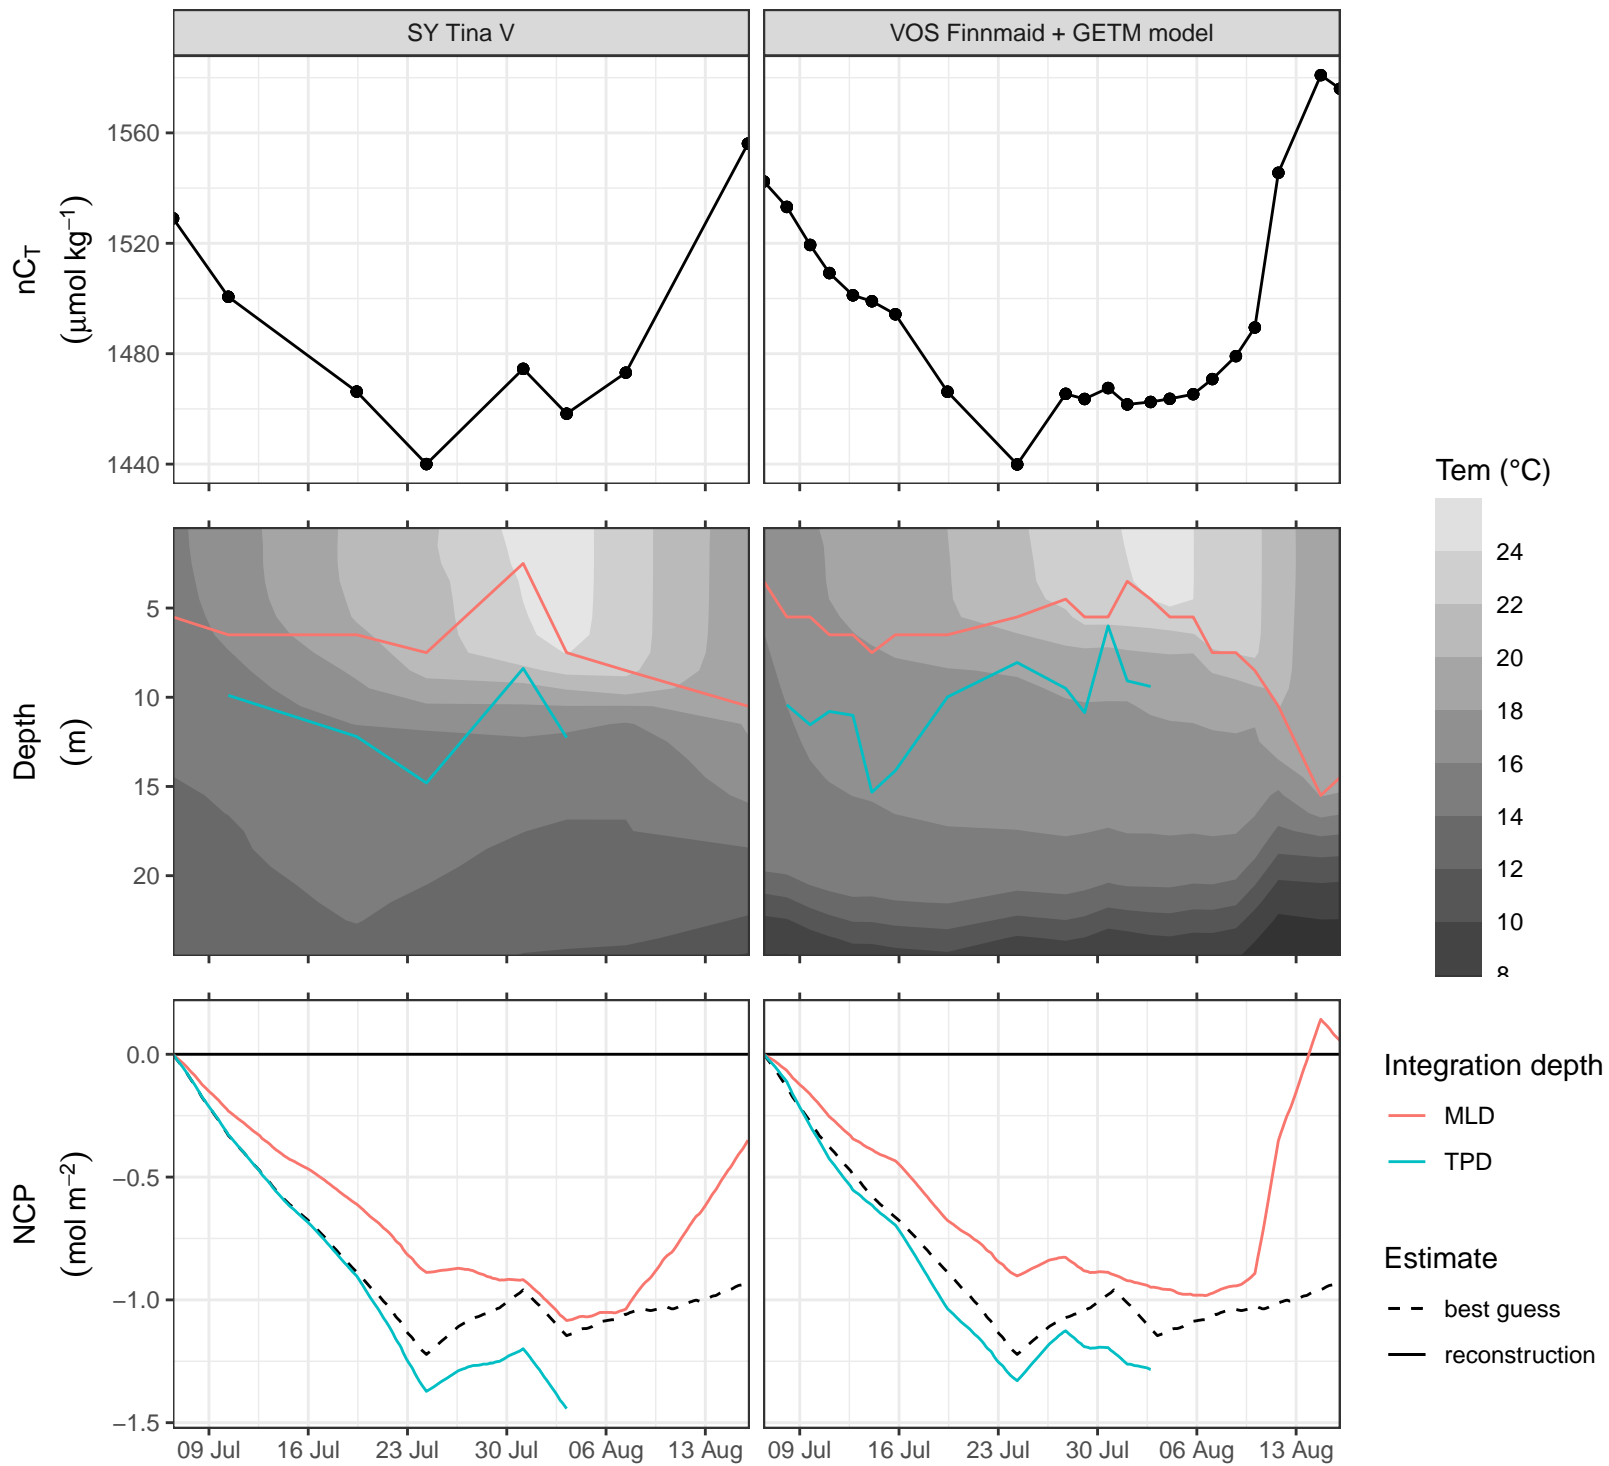 SY Tina V
VOS Finnmaid + GETM model
nC_T
(μmol kg⁻¹)
1560
1520
1480
1440
Depth
(m)
5
10
15
20
Tem (°C)
24
22
20
18
16
14
12
10
8
NCP
(mol m⁻²)
0.0
−0.5
−1.0
−1.5
09 Jul 16 Jul 23 Jul 30 Jul 06 Aug 13 Aug
09 Jul 16 Jul 23 Jul 30 Jul 06 Aug 13 Aug
Integration depth
MLD
TPD
Estimate
best guess
reconstruction